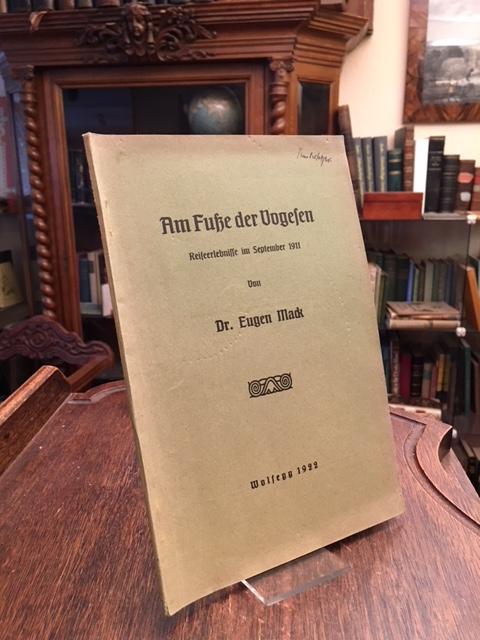 Am Fuße der Vogesen
Reiseerlebnisse im September 1911
Von
Dr. Eugen Mack
Wolfegg 1922